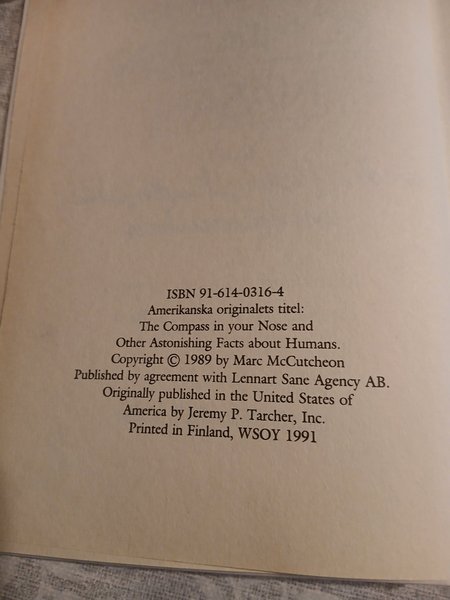 ISBN 91-614-0316-4
Amerikanska originalets titel:
The Compass in your Nose and
Other Astonishing Facts about Humans.
Copyright © 1989 by Marc McCutcheon
Published by agreement with Lennart Sane Agency AB.
Originally published in the United States of
America by Jeremy P. Tarcher, Inc.
Printed in Finland, WSOY 1991